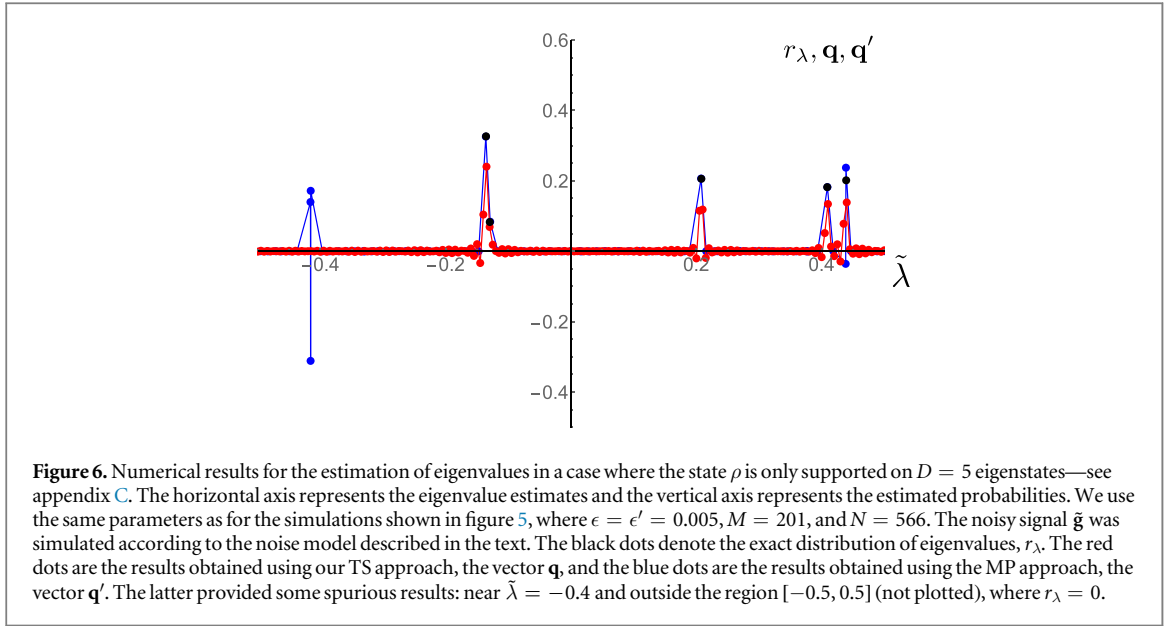 0.6
r_λ, q, q′
0.4
0.2
−0.4 −0.2 0.2 0.4 λ̃
−0.2
−0.4
Figure 6. Numerical results for the estimation of eigenvalues in a case where the state ρ is only supported on D = 5 eigenstates—see
appendix C. The horizontal axis represents the eigenvalue estimates and the vertical axis represents the estimated probabilities. We use
the same parameters as for the simulations shown in figure 5, where ϵ = ϵ′ = 0.005, M = 201, and N = 566. The noisy signal g̃ was
simulated according to the noise model described in the text. The black dots denote the exact distribution of eigenvalues, r_λ. The red
dots are the results obtained using our TS approach, the vector q, and the blue dots are the results obtained using the MP approach, the
vector q′. The latter provided some spurious results: near λ̃ = −0.4 and outside the region [−0.5, 0.5] (not plotted), where r_λ = 0.